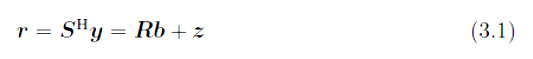 r = S^H y = Rb + z (3.1)